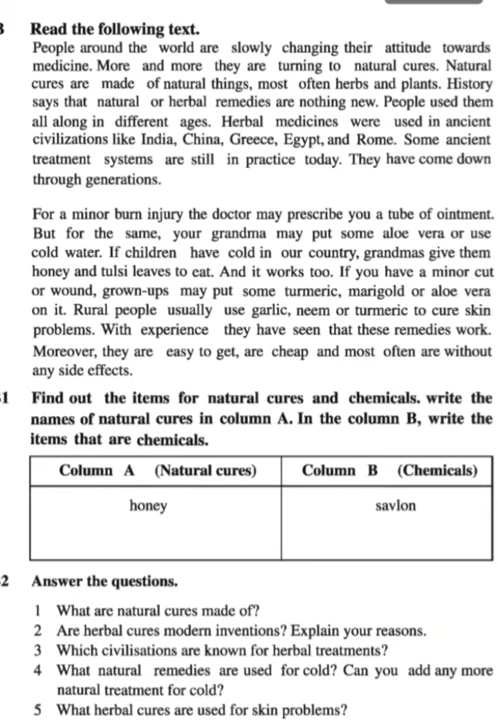 3 Read the following text.
People around the world are slowly changing their attitude towards
medicine. More and more they are turning to natural cures. Natural
cures are made of natural things, most often herbs and plants. History
says that natural or herbal remedies are nothing new. People used them
all along in different ages. Herbal medicines were used in ancient
civilizations like India, China, Greece, Egypt, and Rome. Some ancient
treatment systems are still in practice today. They have come down
through generations.
For a minor burn injury the doctor may prescribe you a tube of ointment.
But for the same, your grandma may put some aloe vera or use
cold water. If children have cold in our country, grandmas give them
honey and tulsi leaves to eat. And it works too. If you have a minor cut
or wound, grown-ups may put some turmeric, marigold or aloe vera
on it. Rural people usually use garlic, neem or turmeric to cure skin
problems. With experience they have seen that these remedies work.
Moreover, they are easy to get, are cheap and most often are without
any side effects.
1 Find out the items for natural cures and chemicals. write the
names of natural cures in column A. In the column B, write the
items that are chemicals.
Column A (Natural cures) Column B (Chemicals)
honey savlon
2 Answer the questions.
1 What are natural cures made of?
2 Are herbal cures modern inventions? Explain your reasons.
3 Which civilisations are known for herbal treatments?
4 What natural remedies are used for cold? Can you add any more
natural treatment for cold?
5 What herbal cures are used for skin problems?